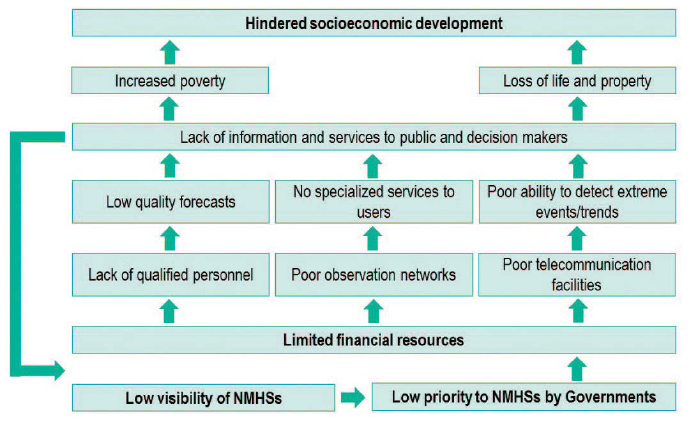 Hindered socioeconomic development
Increased poverty
Loss of life and property
Lack of information and services to public and decision makers
Low quality forecasts
No specialized services to
users
Poor ability to detect extreme
events/trends
Lack of qualified personnel
Poor observation networks
Poor telecommunication
facilities
Limited financial resources
Low visibility of NMHSs
Low priority to NMHSs by Governments